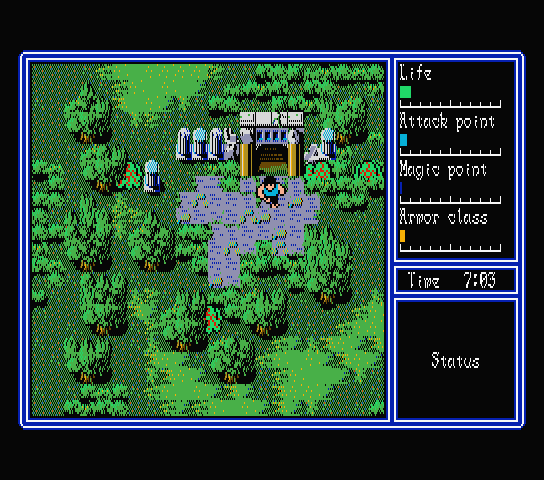 Life
Attack point
Magic point
Armor class
Time 7:03
Status